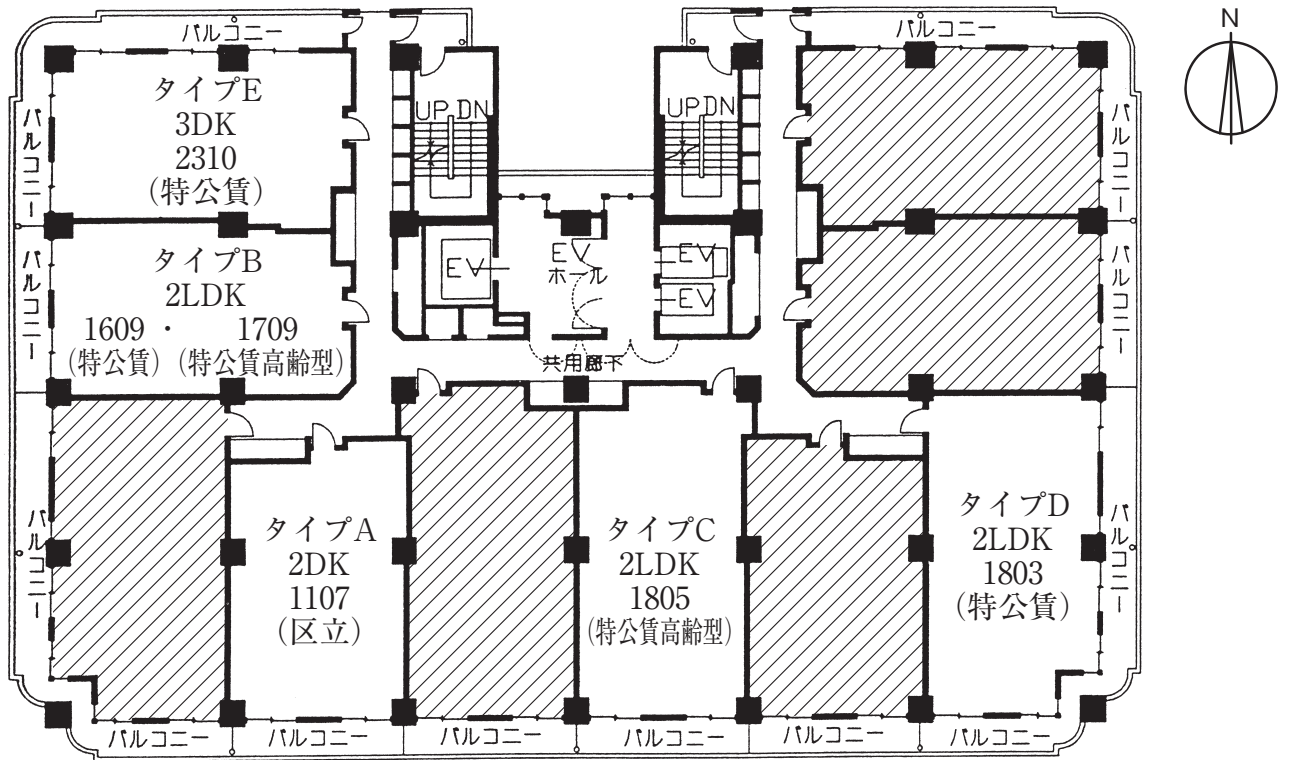 バルコニー
バルコニー
N
タイプE
3DK
2310
（特公賃）
UP DN
UP DN
バルコニー
バルコニー
タイプB
2LDK
1609 ・ 1709
（特公賃）（特公賃高齢型）
バルコニー
バルコニー
EV
EV
ホール
EV
EV
共用廊下
タイプA
2DK
1107
（区立）
タイプC
2LDK
1805
（特公賃高齢型）
タイプD
2LDK
1803
（特公賃）
バルコニー
バルコニー
バルコニー
バルコニー
バルコニー
バルコニー
バルコニー
バルコニー